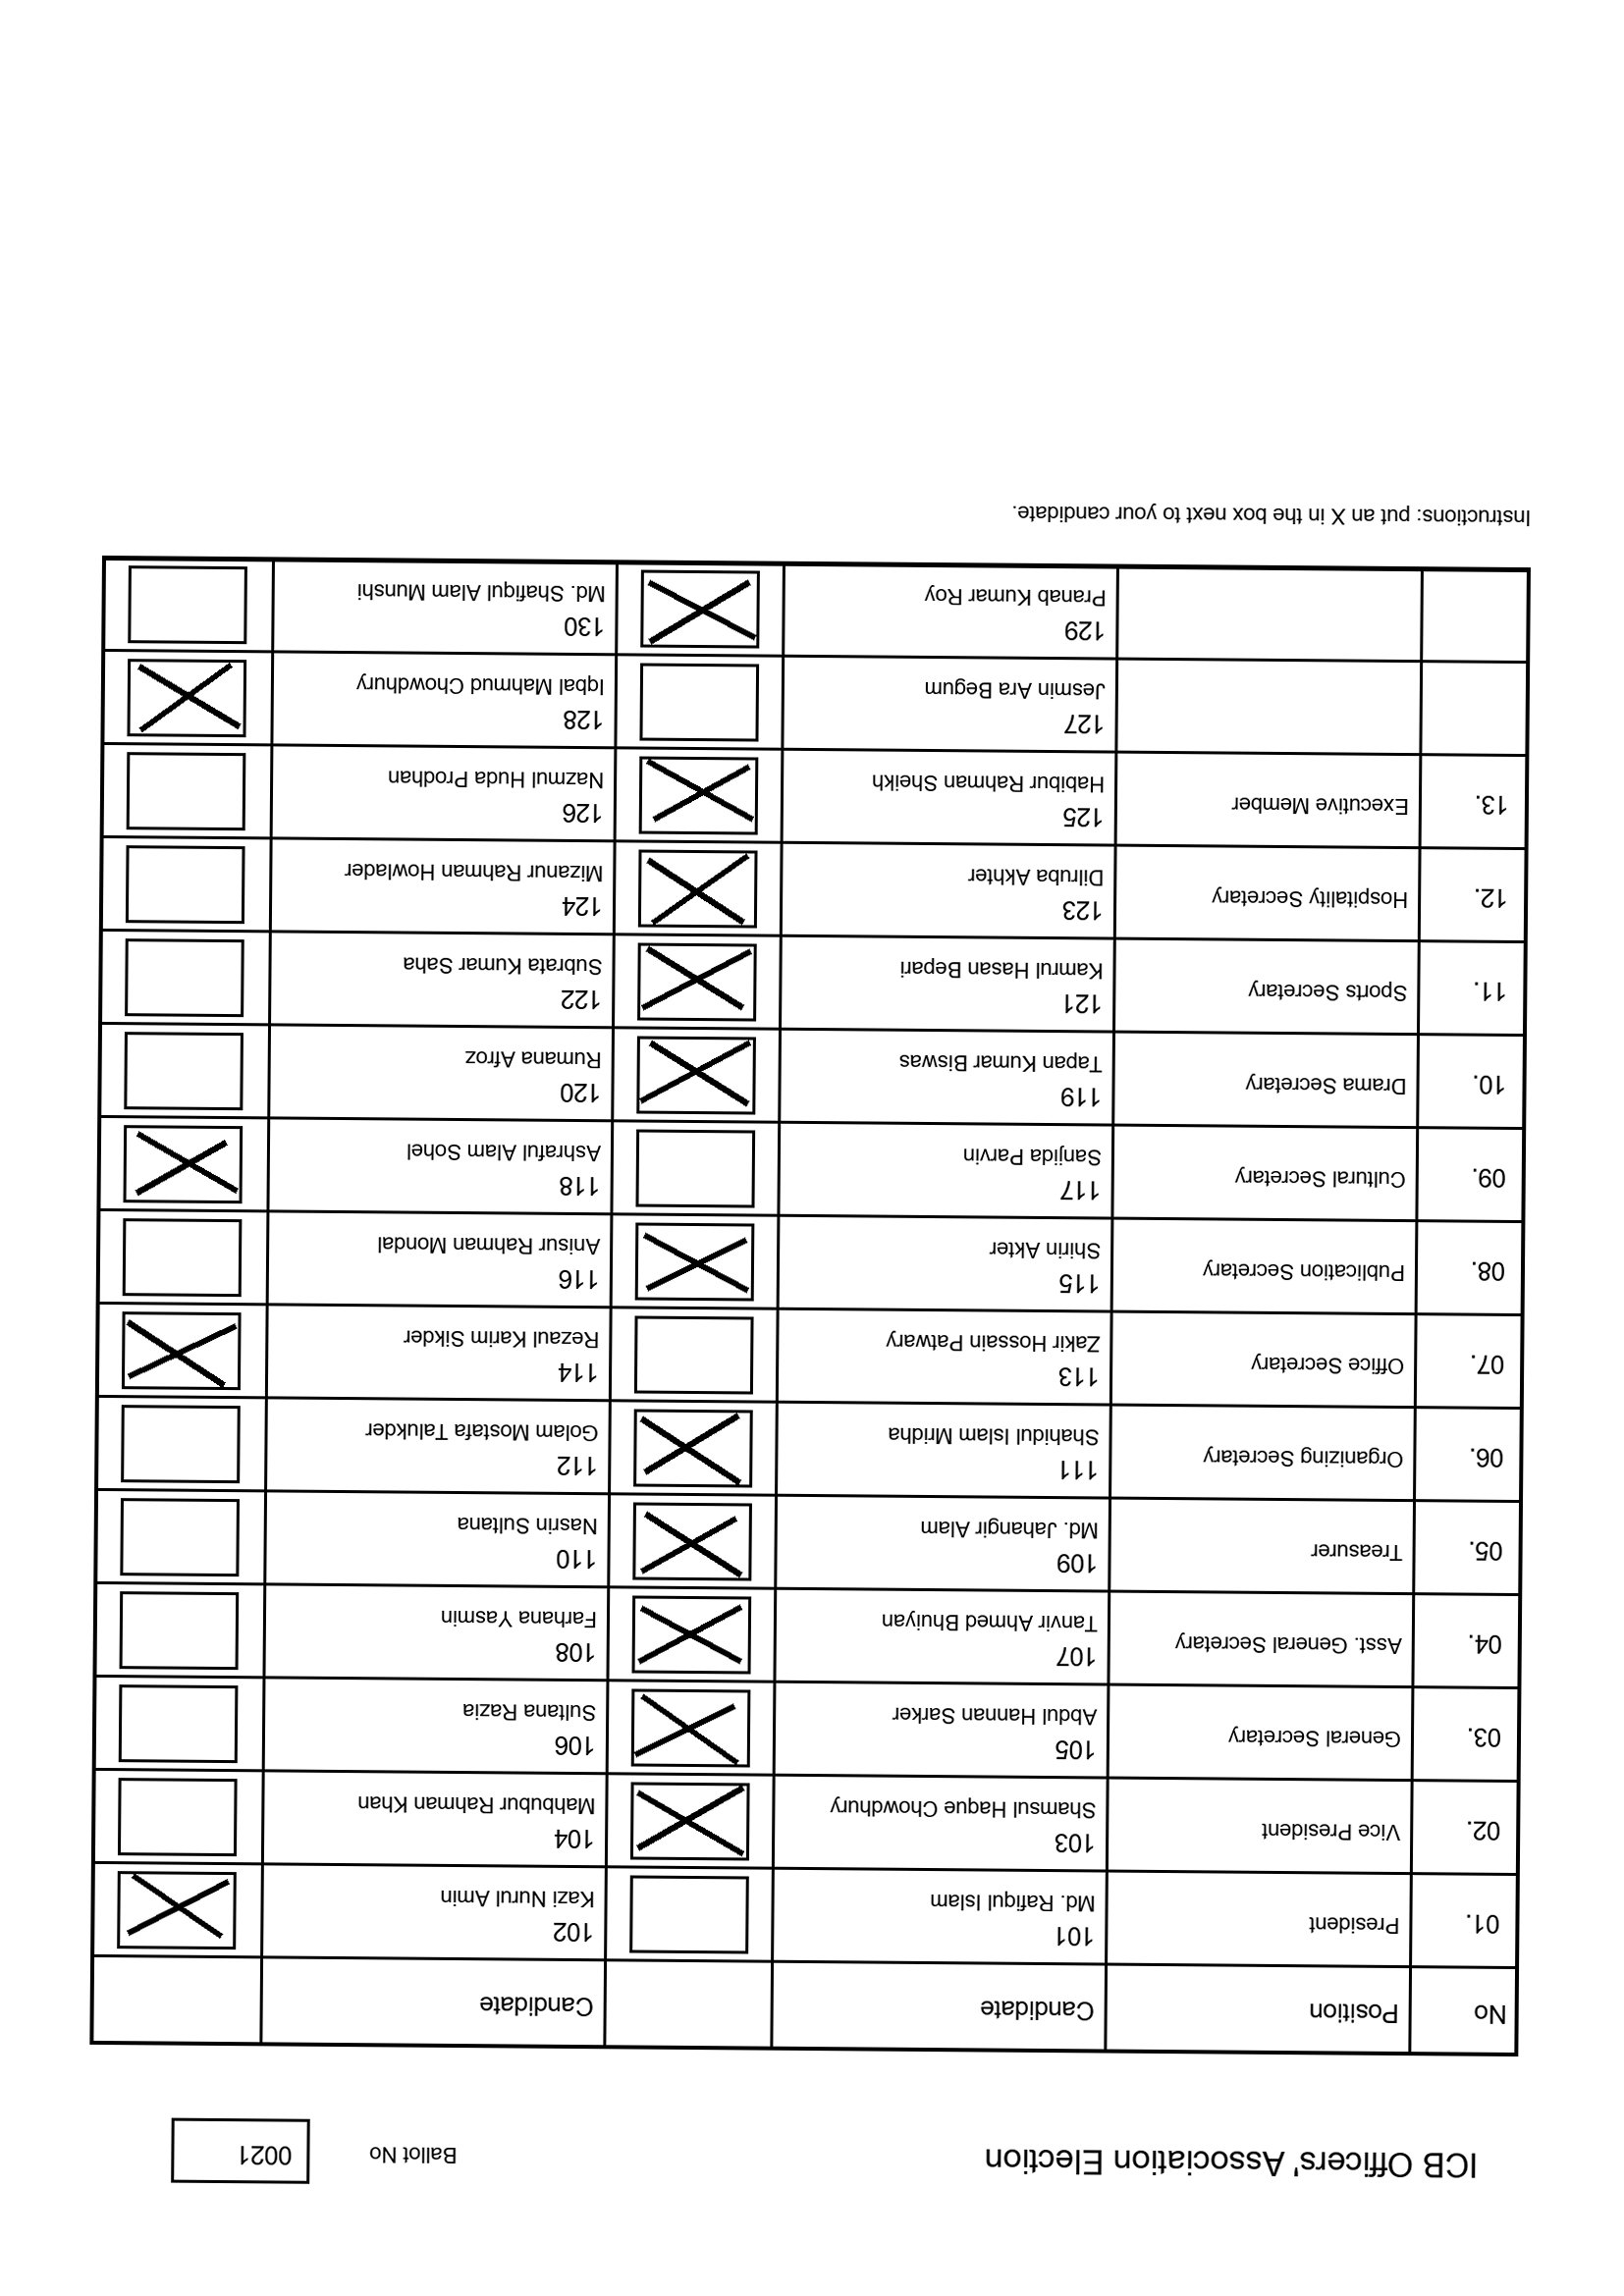 ICB Officers' Association Election
Ballot No 0021
No Position Candidate Candidate
01. President 101 Md. Rafiqul Islam 102 Kazi Nurul Amin
02. Vice President 103 Shamsul Haque Chowdhury 104 Mahbubur Rahman Khan
03. General Secretary 105 Abdul Hannan Sarker 106 Sultana Razia
04. Asst. General Secretary 107 Tanvir Ahmed Bhuiyan 108 Farhana Yasmin
05. Treasurer 109 Md. Jahangir Alam 110 Nasrin Sultana
06. Organizing Secretary 111 Shahidul Islam Mridha 112 Golam Mostafa Talukder
07. Office Secretary 113 Zakir Hossain Patwary 114 Rezaul Karim Sikder
08. Publication Secretary 115 Shirin Akter 116 Anisur Rahman Mondal
09. Cultural Secretary 117 Sanjida Parvin 118 Ashraful Alam Sohel
10. Drama Secretary 119 Tapan Kumar Biswas 120 Rumana Afroz
11. Sports Secretary 121 Kamrul Hasan Bepari 122 Subrata Kumar Saha
12. Hospitality Secretary 123 Dilruba Akhter 124 Mizanur Rahman Howlader
13. Executive Member 125 Habibur Rahman Sheikh 126 Nazmul Huda Prodhan
127 Jesmin Ara Begum 128 Iqbal Mahmud Chowdhury
129 Pranab Kumar Roy 130 Md. Shafiqul Alam Munshi
Instructions: put an X in the box next to your candidate.